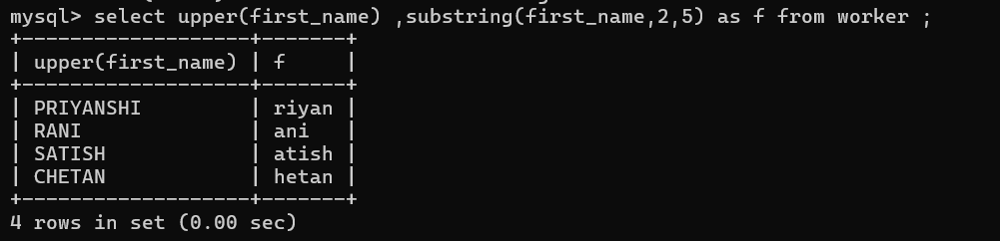 mysql> select upper(first_name) ,substring(first_name,2,5) as f from worker ;
+-------------------+-------+
| upper(first_name) | f     |
+-------------------+-------+
| PRIYANSHI         | riyan |
| RANI              | ani   |
| SATISH            | atish |
| CHETAN            | hetan |
+-------------------+-------+
4 rows in set (0.00 sec)